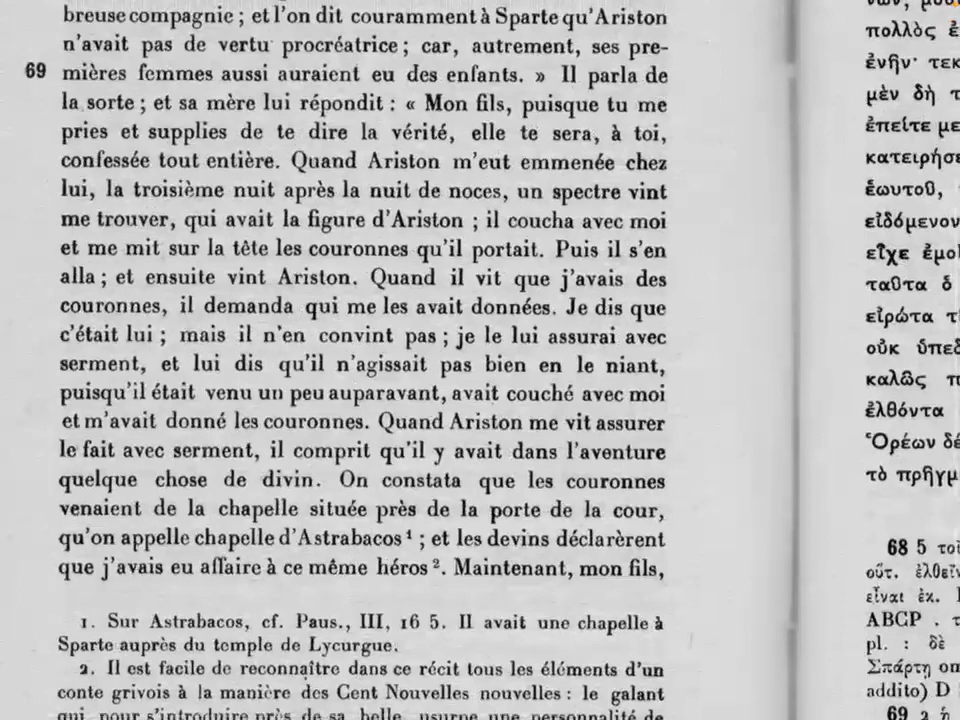 breuse compagnie ; et l'on dit couramment à Sparte qu'Ariston
n'avait pas de vertu procréatrice ; car, autrement, ses pre-
69 mières femmes aussi auraient eu des enfants. » Il parla de
la sorte ; et sa mère lui répondit : « Mon fils, puisque tu me
pries et supplies de te dire la vérité, elle te sera, à toi,
confessée tout entière. Quand Ariston m'eut emmenée chez
lui, la troisième nuit après la nuit de noces, un spectre vint
me trouver, qui avait la figure d'Ariston ; il coucha avec moi
et me mit sur la tête les couronnes qu'il portait. Puis il s'en
alla ; et ensuite vint Ariston. Quand il vit que j'avais des
couronnes, il demanda qui me les avait données. Je dis que
c'était lui ; mais il n'en convint pas ; je le lui assurai avec
serment, et lui dis qu'il n'agissait pas bien en le niant,
puisqu'il était venu un peu auparavant, avait couché avec moi
et m'avait donné les couronnes. Quand Ariston me vit assurer
le fait avec serment, il comprit qu'il y avait dans l'aventure
quelque chose de divin. On constata que les couronnes
venaient de la chapelle située près de la porte de la cour,
qu'on appelle chapelle d'Astrabacos¹ ; et les devins déclarèrent
que j'avais eu affaire à ce même héros². Maintenant, mon fils,
1. Sur Astrabacos, cf. Paus., III, 16 5. Il avait une chapelle à
Sparte auprès du temple de Lycurgue.
2. Il est facile de reconnaître dans ce récit tous les éléments d'un
conte grivois à la manière des Cent Nouvelles nouvelles : le galant
qui, pour s'introduire près de sa belle, usurpe une personnalité de
πολλὸς
ἐνῆν· τεκ
μὲν δὴ τ
ἐπείτε με
κατειρήσε
ἑωυτοῦ,
εἰδόμενον
εἶχε ἐμο
ταῦτα δ
εἰρώτα τ
οὐκ ὑπεδ
καλῶς π
ἐλθόντα
Ὀρέων δέ
τὸ πρῆγμ
68 5 τοῖ
οὔτ. ἐλθεῖν
εἶναι ἐκ.
ABCP . τ
pl. : δὲ
Σπάρτῃ om
addito) D
69 2 ἡ